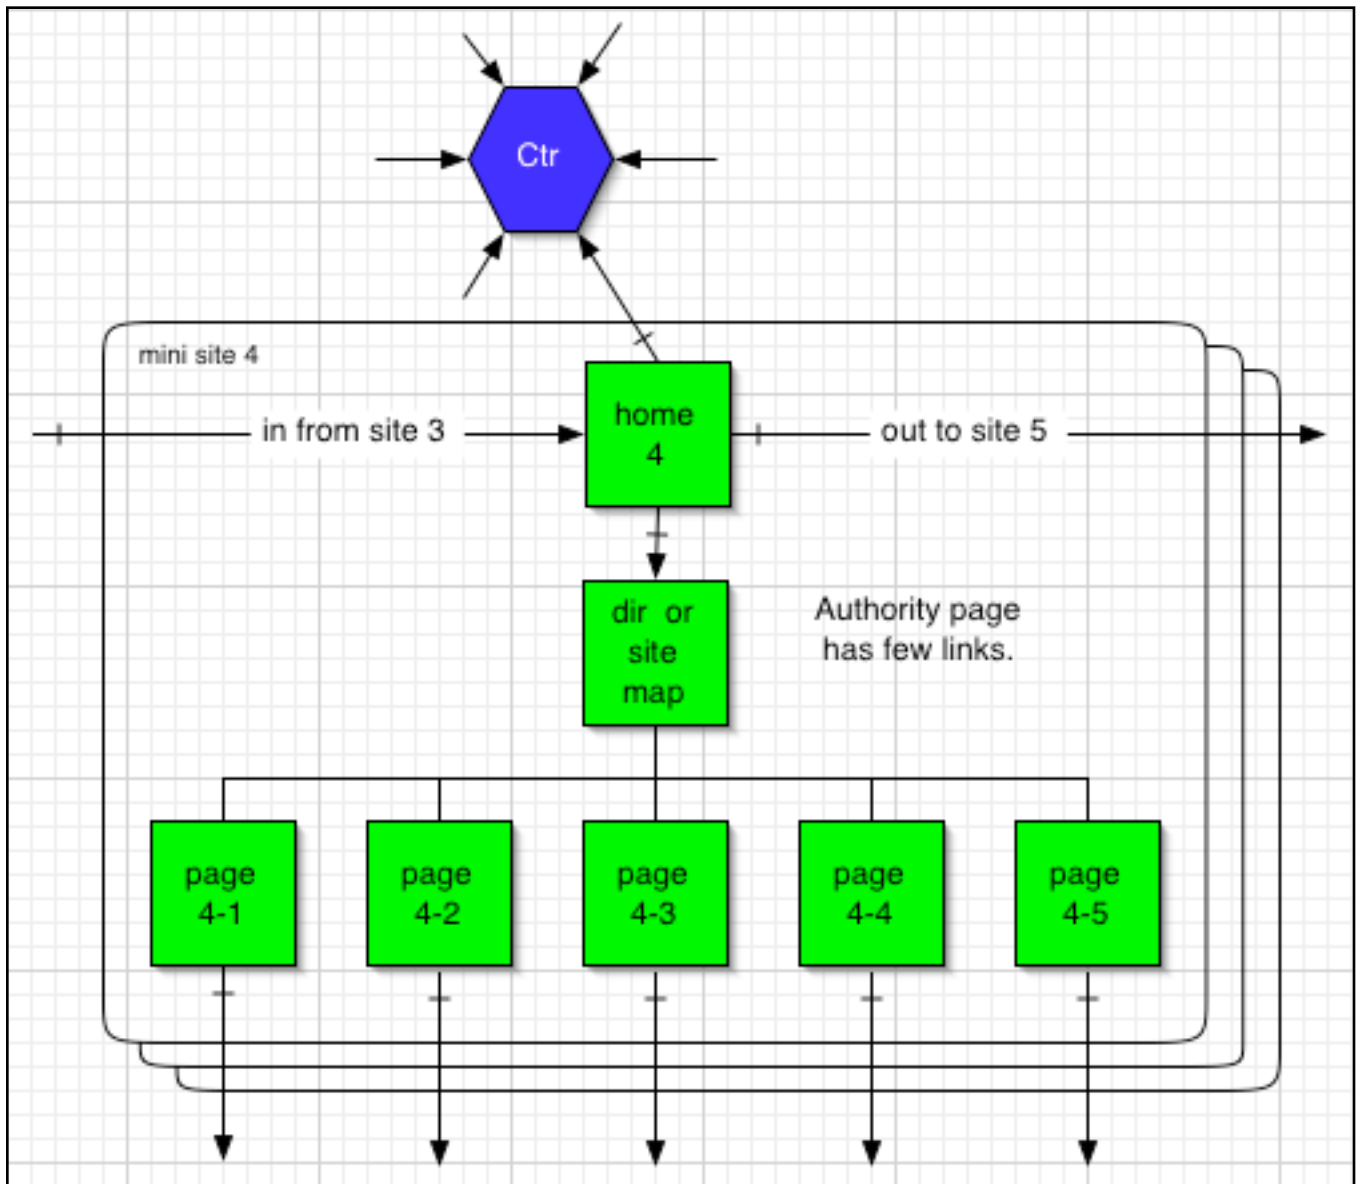 Ctr
mini site 4
in from site 3
home
4
out to site 5
dir or
site
map
Authority page
has few links.
page
4-1
page
4-2
page
4-3
page
4-4
page
4-5